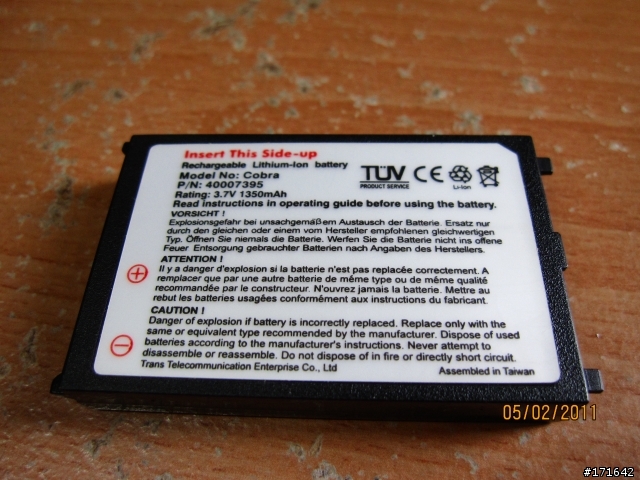 Insert This Side-up
Rechargeable Lithium-Ion battery
Model No: Cobra
P/N: 40007395
Rating: 3.7V 1350mAh
TÜV
PRODUCT SERVICE
CE
Li-Ion
Read instructions in operating guide before using the battery.
VORSICHT !
Explosionsgefahr bei unsachgemäßem Austausch der Batterie. Ersatz nur
durch den gleichen oder einem vom Hersteller empfohlenen gleichwertigen
Typ. Öffnen Sie niemals die Batterie. Werfen Sie die Batterie nicht ins offene
Feuer Entsorgung gebrauchter Batterien nach Angaben des Herstellers.
ATTENTION !
Il y a danger d'explosion si la batterie n'est pas replacée correctement. A
remplacer que par une autre batterie de même type ou de même qualité
recommandée par le constructeur. N'ouvrez jamais la batterie. Mettre au
rebut les batteries usagées conformément aux instructions du fabricant.
CAUTION !
Danger of explosion if battery is incorrectly replaced. Replace only with the
same or equivalent type recommended by the manufacturer. Dispose of used
batteries according to the manufacturer's instructions. Never attempt to
disassemble or reassemble. Do not dispose of in fire or directly short circuit.
Trans Telecommunication Enterprise Co., Ltd
Assembled in Taiwan
05/02/2011
#171642